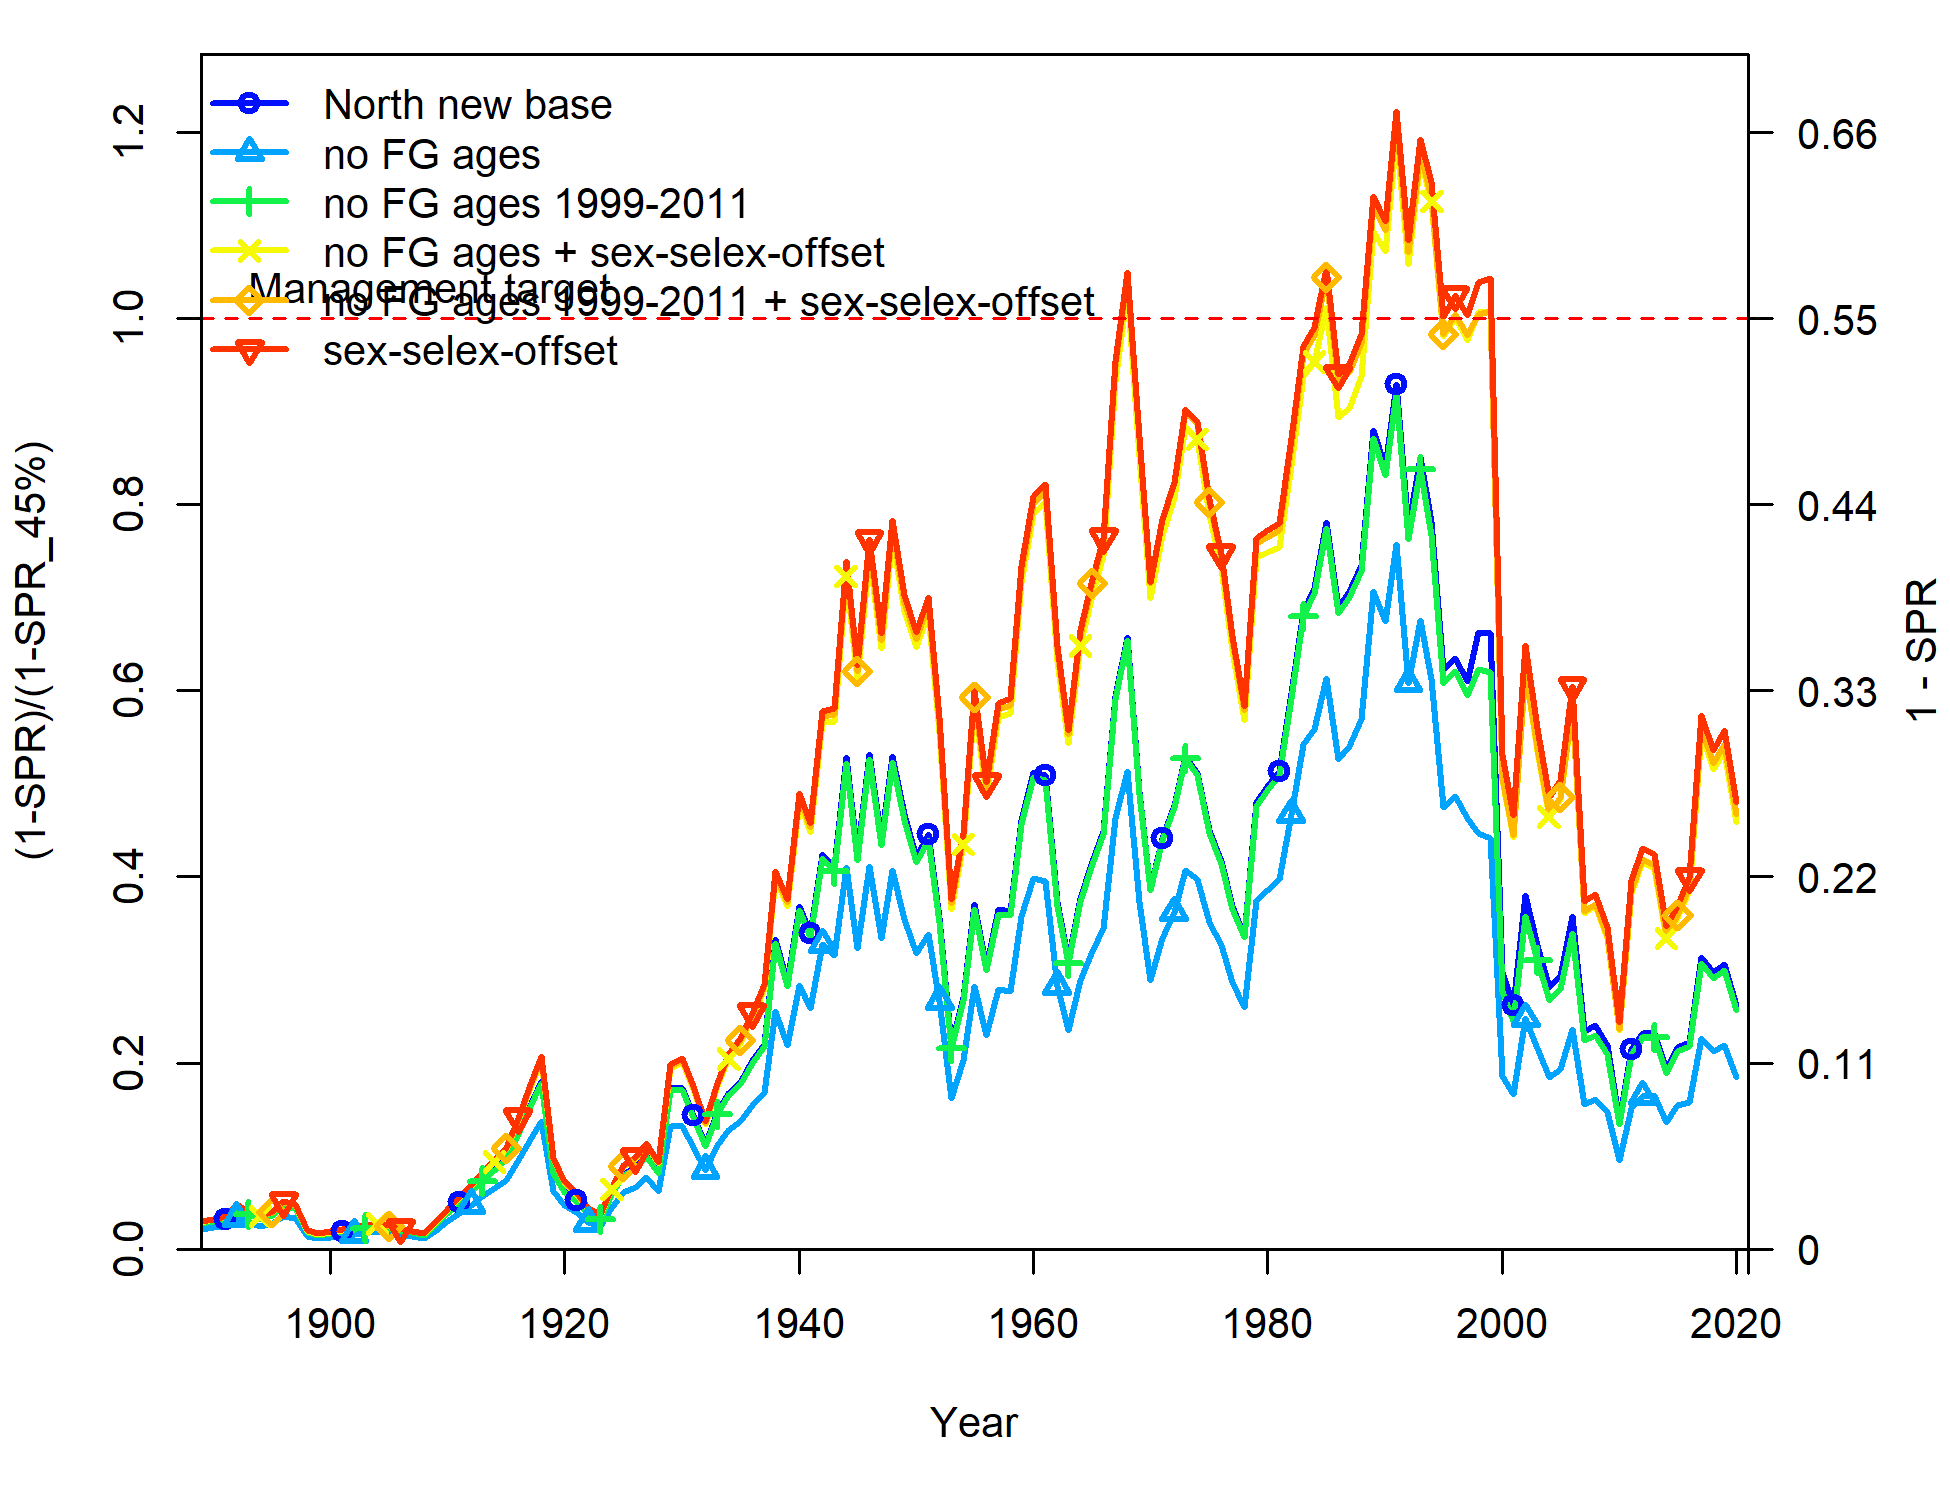 North new base
no FG ages
no FG ages 1999-2011
no FG ages + sex-selex-offset
Management target
no FG ages 1999-2011 + sex-selex-offset
sex-selex-offset
(1-SPR)/(1-SPR_45%)
0.0 0.2 0.4 0.6 0.8 1.0 1.2
1 - SPR
0.66
0.55
0.44
0.33
0.22
0.11
0
1900 1920 1940 1960 1980 2000 2020
Year